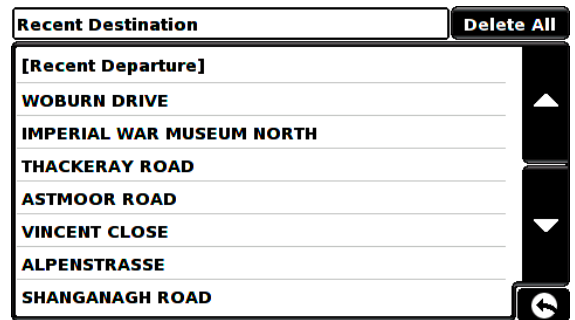 Recent Destination
Delete All
[Recent Departure]
WOBURN DRIVE
IMPERIAL WAR MUSEUM NORTH
THACKERAY ROAD
ASTMOOR ROAD
VINCENT CLOSE
ALPENSTRASSE
SHANGANAGH ROAD